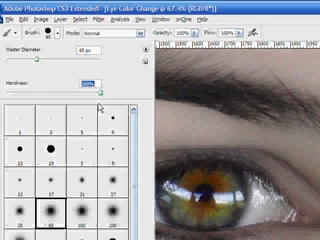 Adobe Photoshop CS3 Extended - [Eye Color Change @ 67.4% (RGB/8*)]
File Edit Image Layer Select Filter Analysis View Window onOne Help
Brush: 65 Mode: Normal Opacity: 100% Flow: 100%
Master Diameter: 65 px
Hardness: 100%
1 3 5 9
13 19 5 9
13 17 21 27
35 45 65